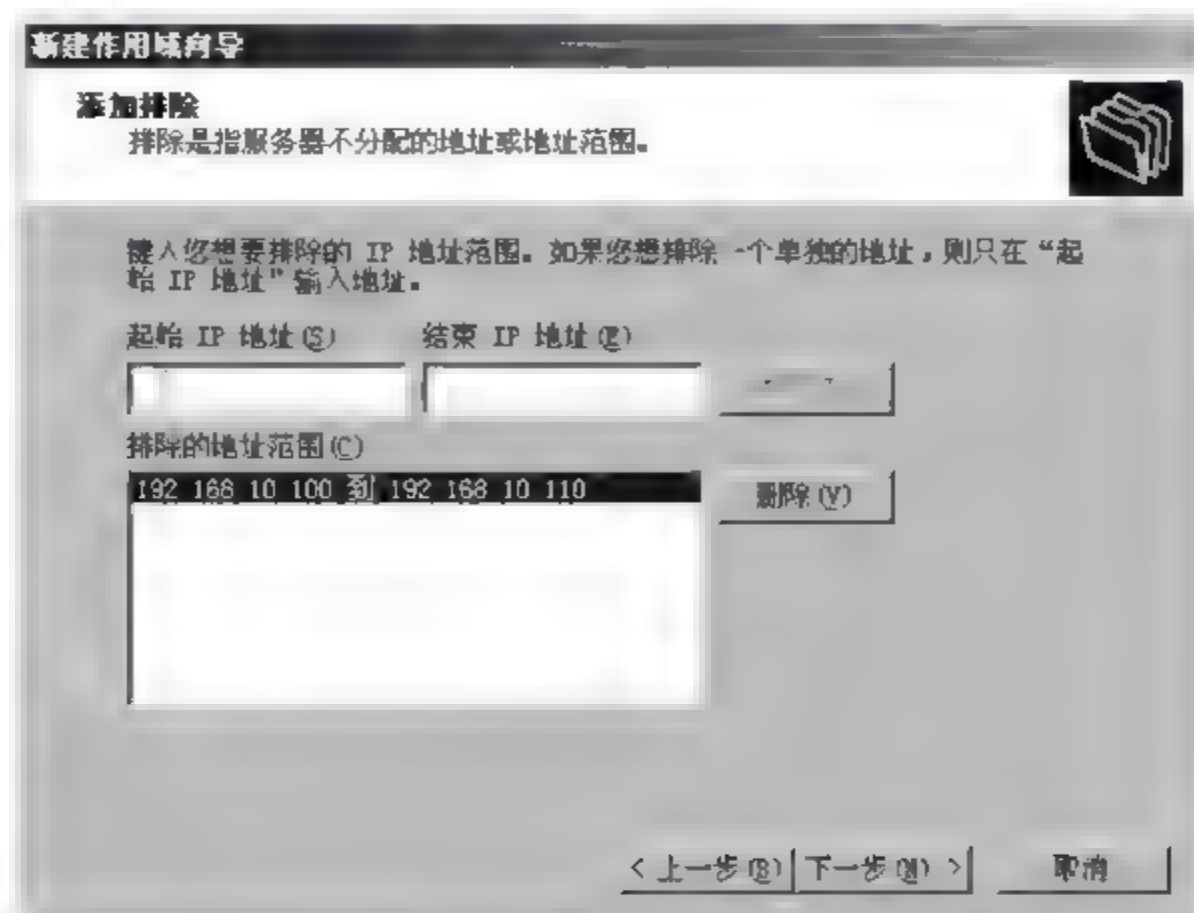 新建作用域向导
添加排除
排除是指服务器不分配的地址或地址范围。
键入您想要排除的 IP 地址范围。如果您想排除一个单独的地址,则只在“起
始 IP 地址”输入地址。
起始 IP 地址(S) 结束 IP 地址(E)
排除的地址范围(C)
192 168 10 100 到 192 168 10 110 删除(V)
< 上一步(B) 下一步(N) > 取消